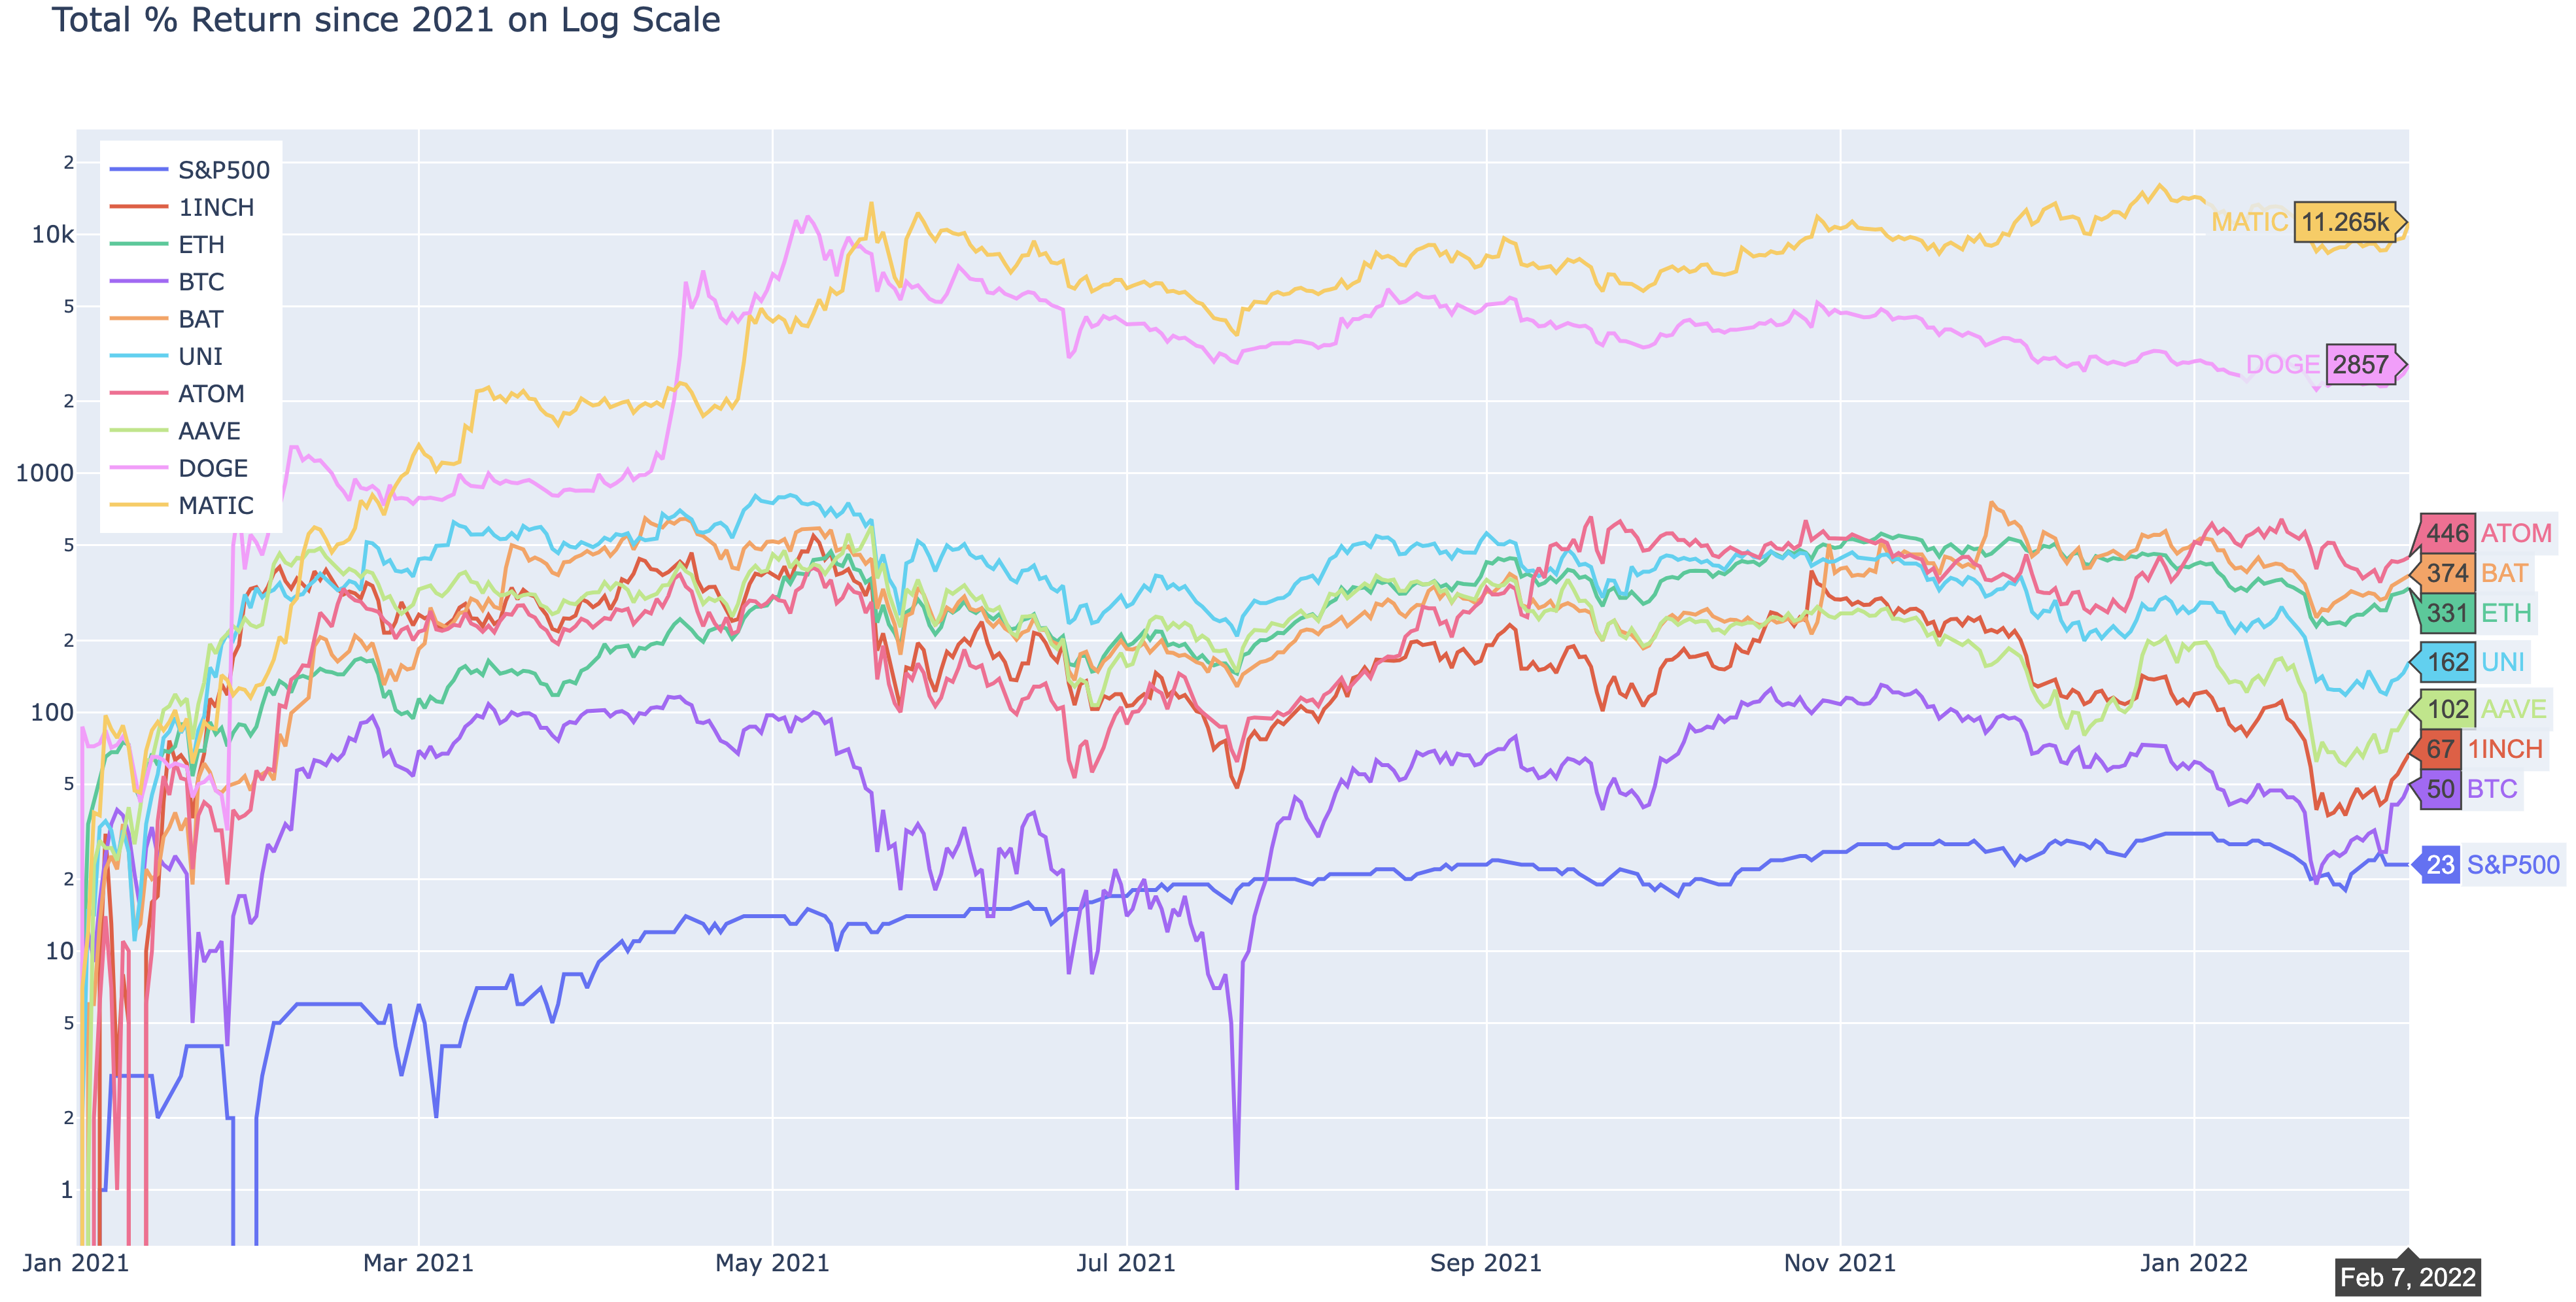 Total % Return since 2021 on Log Scale
S&P500
1INCH
ETH
BTC
BAT
UNI
ATOM
AAVE
DOGE
MATIC
2
10k
5
2
1000
5
2
100
5
2
10
5
2
1
MATIC 11.265k
DOGE 2857
446 ATOM
374 BAT
331 ETH
162 UNI
102 AAVE
67 1INCH
50 BTC
23 S&P500
Jan 2021 Mar 2021 May 2021 Jul 2021 Sep 2021 Nov 2021 Jan 2022
Feb 7, 2022